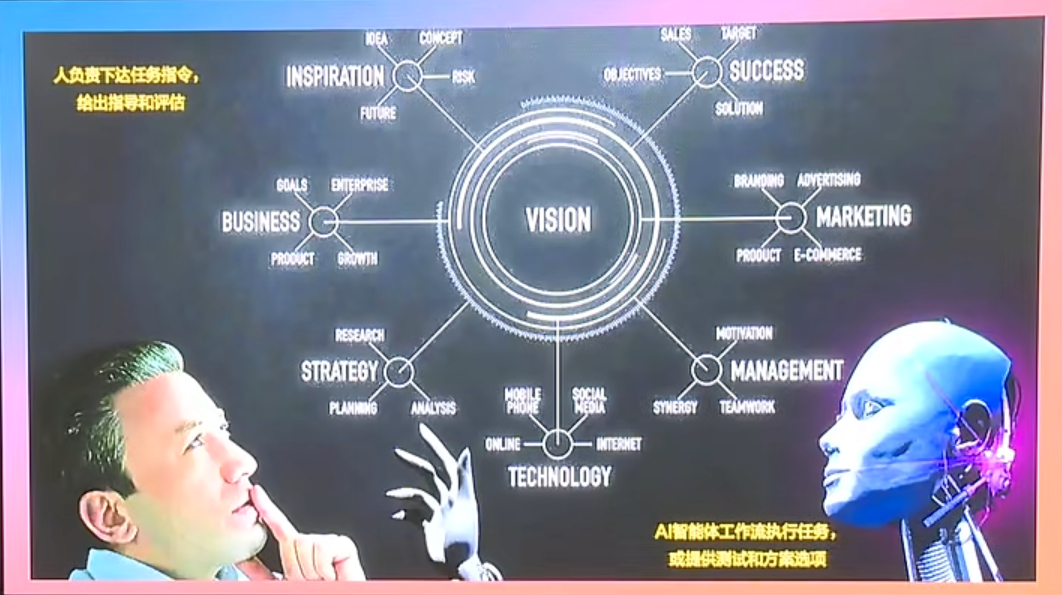 人负责下达任务指令，
给出指导和评估
IDEA
CONCEPT
INSPIRATION
RISK
FUTURE
SALES
TARGET
OBJECTIVES
SUCCESS
SOLUTION
GOALS
ENTERPRISE
BUSINESS
PRODUCT
GROWTH
VISION
BRANDING
ADVERTISING
MARKETING
PRODUCT
E-COMMERCE
RESEARCH
STRATEGY
PLANNING
ANALYSIS
MOBILE
PHONE
SOCIAL
MEDIA
ONLINE
INTERNET
TECHNOLOGY
MOTIVATION
MANAGEMENT
SYNERGY
TEAMWORK
AI智能体工作流执行任务，
或提供测试和方案选项